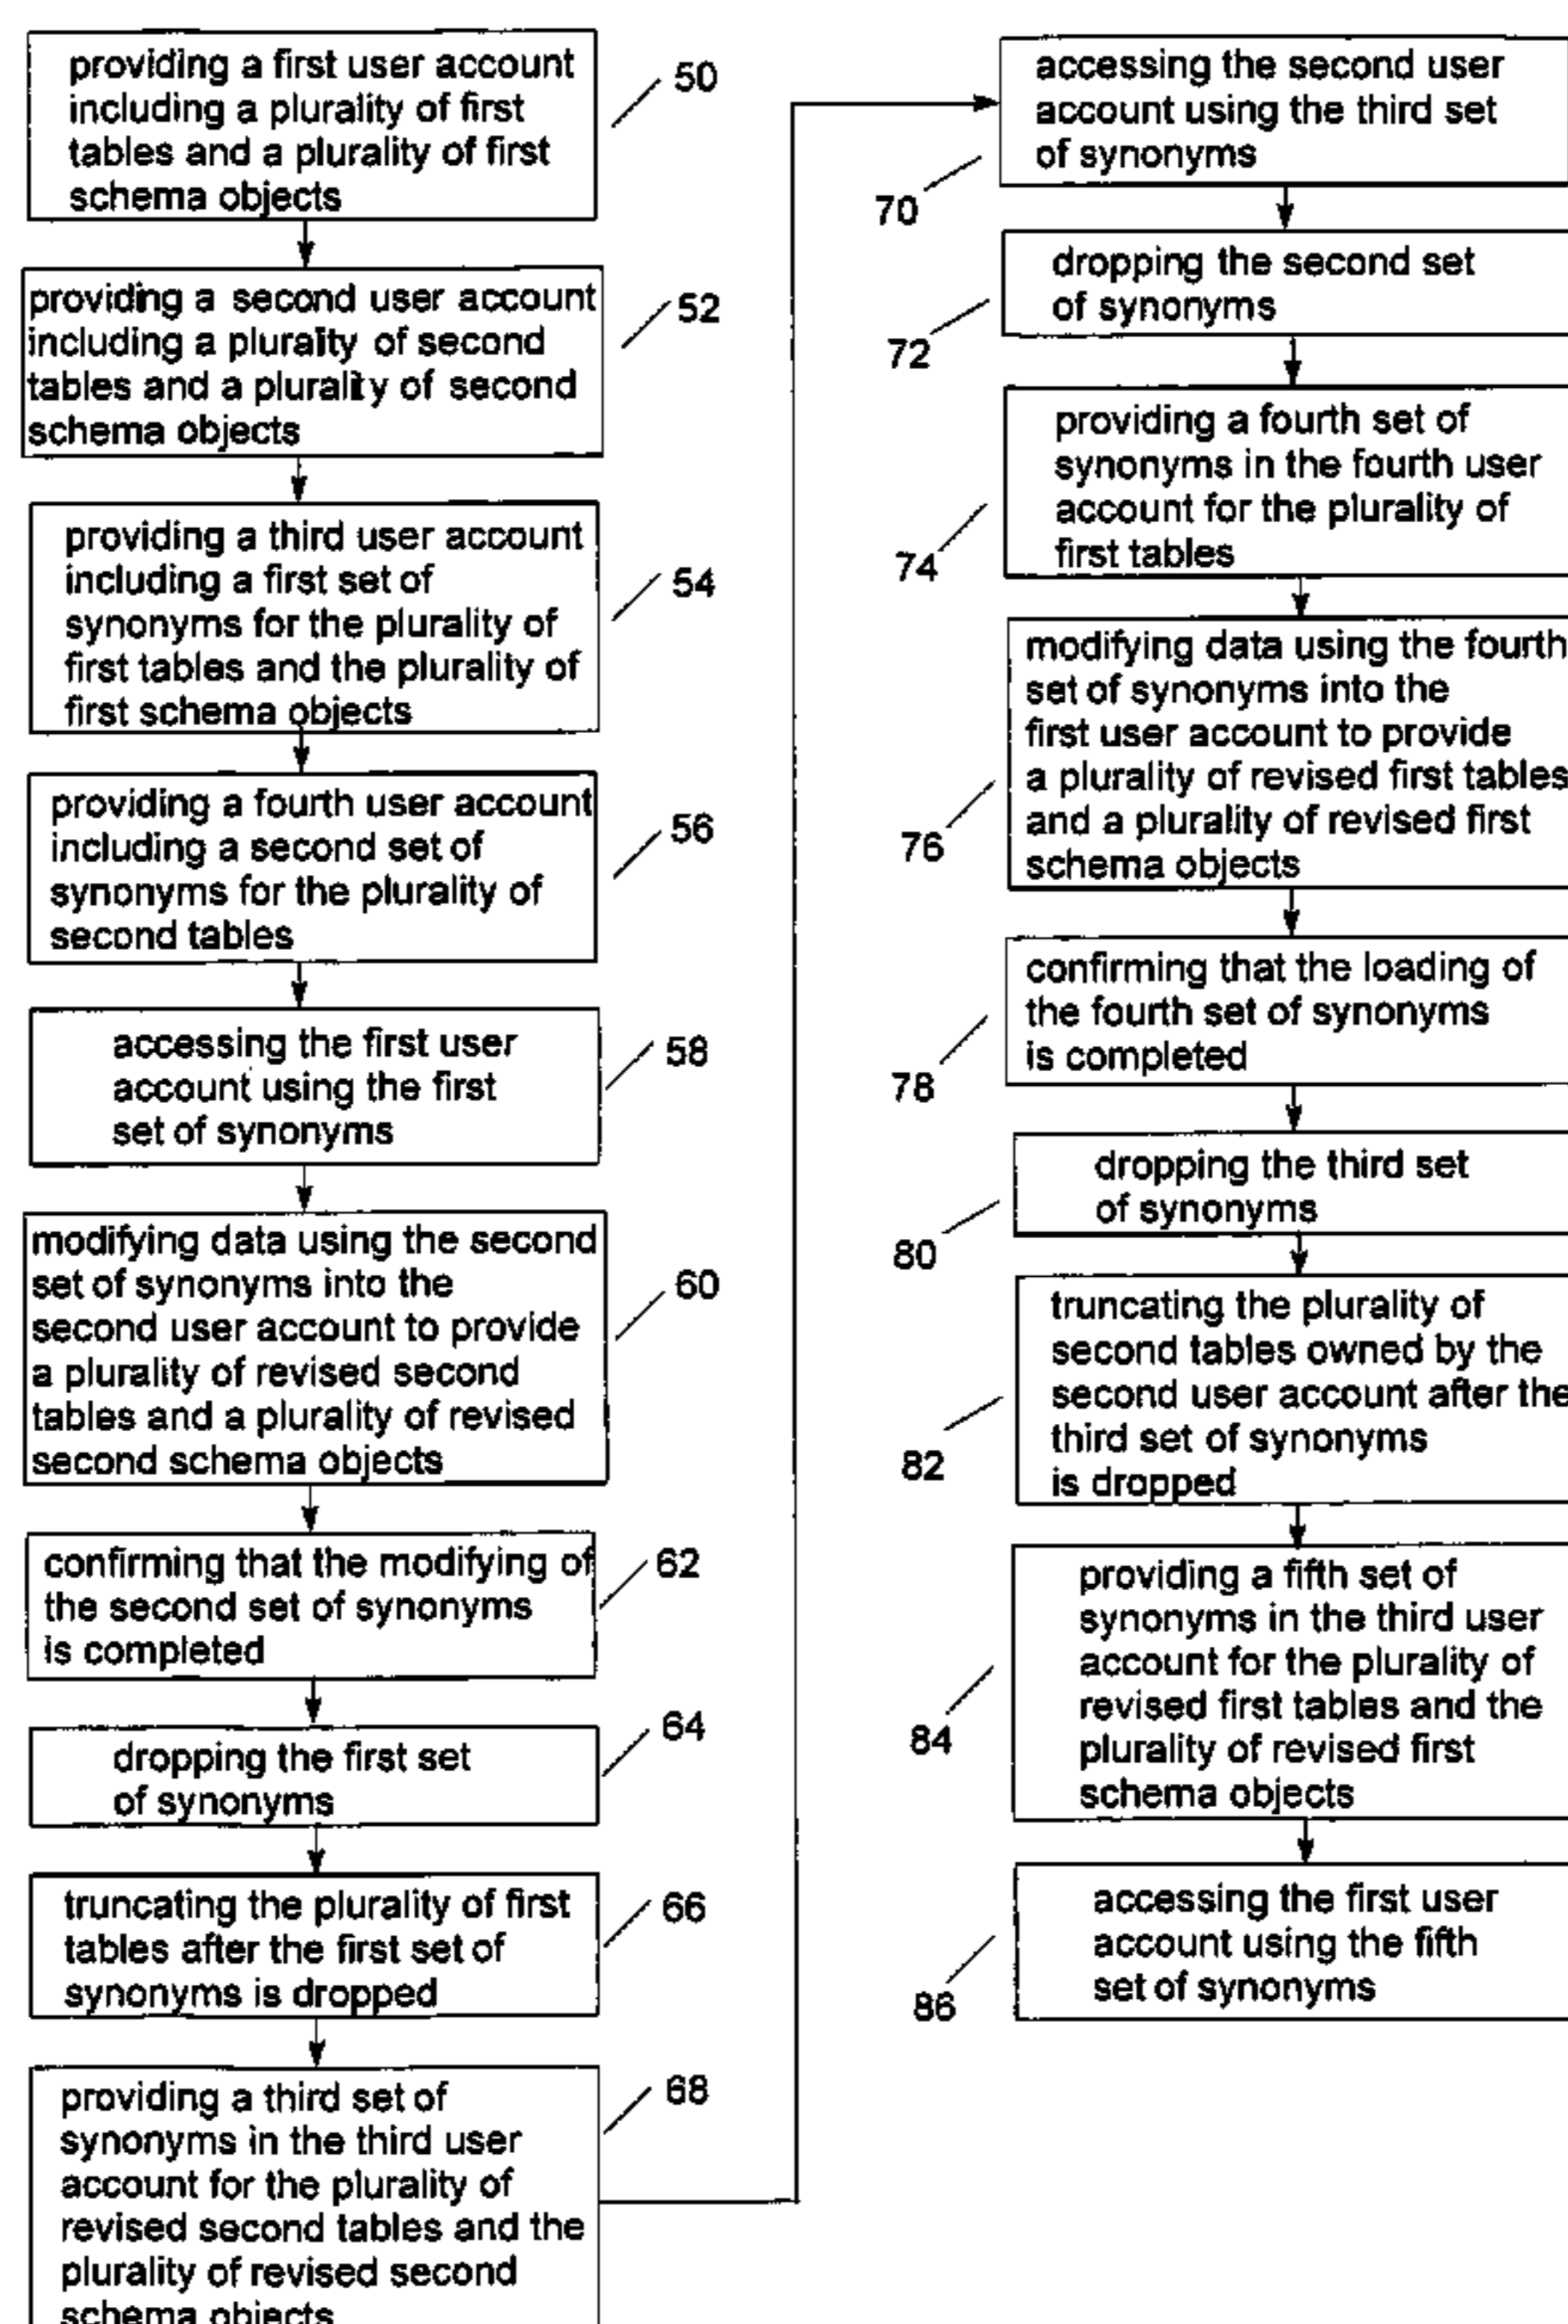 providing a first user account
including a plurality of first
tables and a plurality of first
schema objects
50
providing a second user account
including a plurality of second
tables and a plurality of second
schema objects
52
providing a third user account
including a first set of
synonyms for the plurality of
first tables and the plurality of
first schema objects
54
providing a fourth user account
including a second set of
synonyms for the plurality of
second tables
56
accessing the first user
account using the first
set of synonyms
58
modifying data using the second
set of synonyms into the
second user account to provide
a plurality of revised second
tables and a plurality of revised
second schema objects
60
confirming that the modifying of
the second set of synonyms
is completed
62
dropping the first set
of synonyms
64
truncating the plurality of first
tables after the first set of
synonyms is dropped
66
providing a third set of
synonyms in the third user
account for the plurality of
revised second tables and the
plurality of revised second
schema objects
68
accessing the second user
account using the third set
of synonyms
70
dropping the second set
of synonyms
72
providing a fourth set of
synonyms in the fourth user
account for the plurality of
first tables
74
modifying data using the fourth
set of synonyms into the
first user account to provide
a plurality of revised first tables
and a plurality of revised first
schema objects
76
confirming that the loading of
the fourth set of synonyms
is completed
78
dropping the third set
of synonyms
80
truncating the plurality of
second tables owned by the
second user account after the
third set of synonyms
is dropped
82
providing a fifth set of
synonyms in the third user
account for the plurality of
revised first tables and the
plurality of revised first
schema objects
84
accessing the first user
account using the fifth
set of synonyms
86